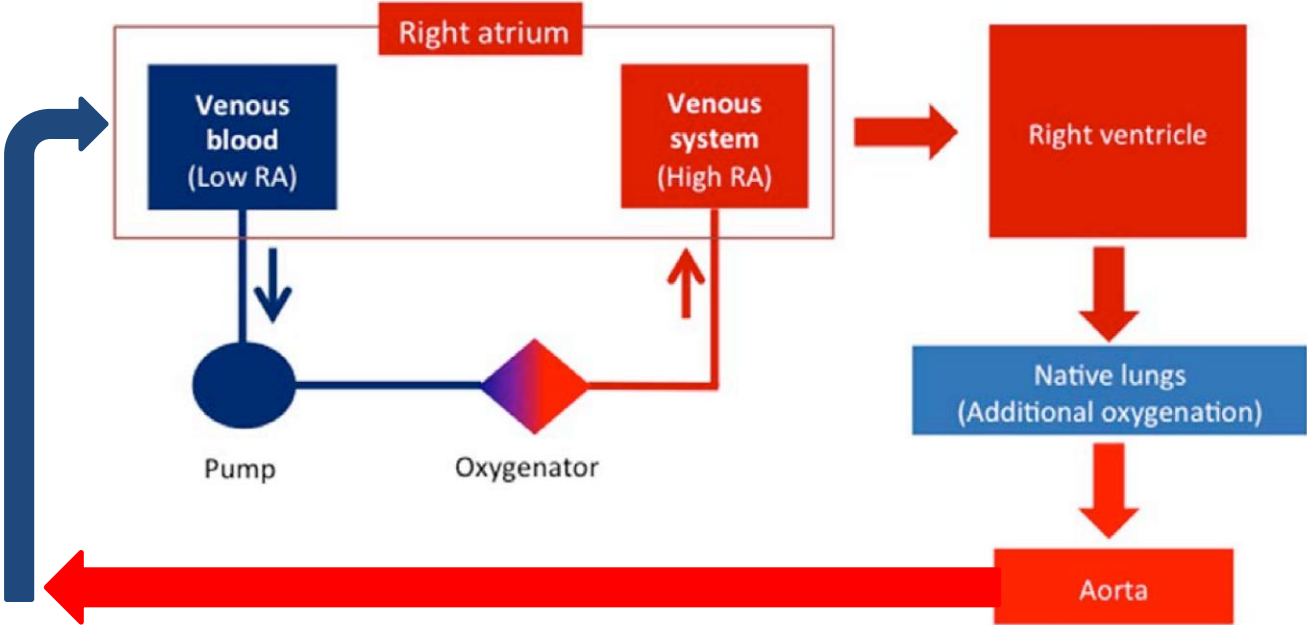 Right atrium
Venous
blood
(Low RA)
Venous
system
(High RA)
Right ventricle
Native lungs
(Additional oxygenation)
Pump
Oxygenator
Aorta